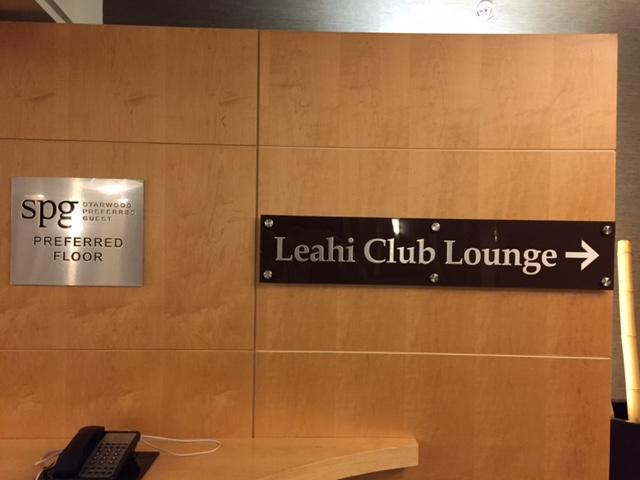 spg STARWOOD
PREFERRED
GUEST
PREFERRED
FLOOR
Leahi Club Lounge →